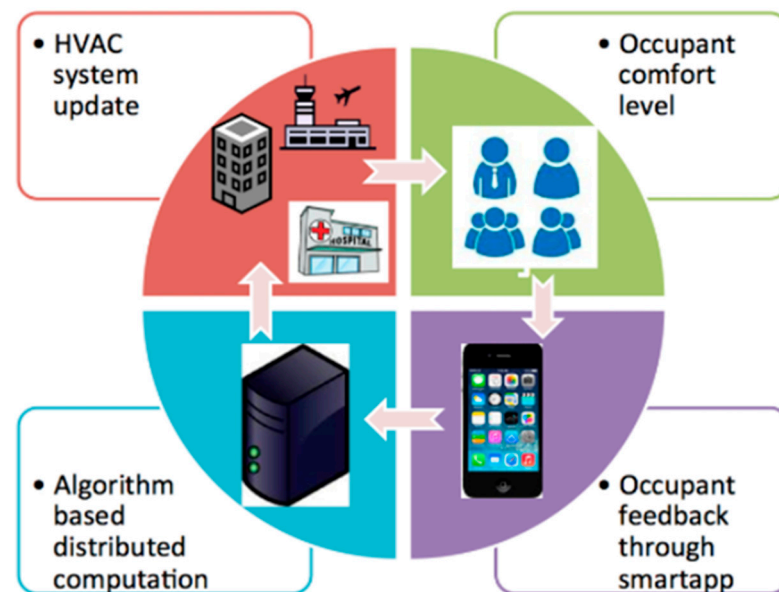 • HVAC
system
update
• Occupant
comfort
level
HOSPITAL
• Algorithm
based
distributed
computation
• Occupant
feedback
through
smartapp